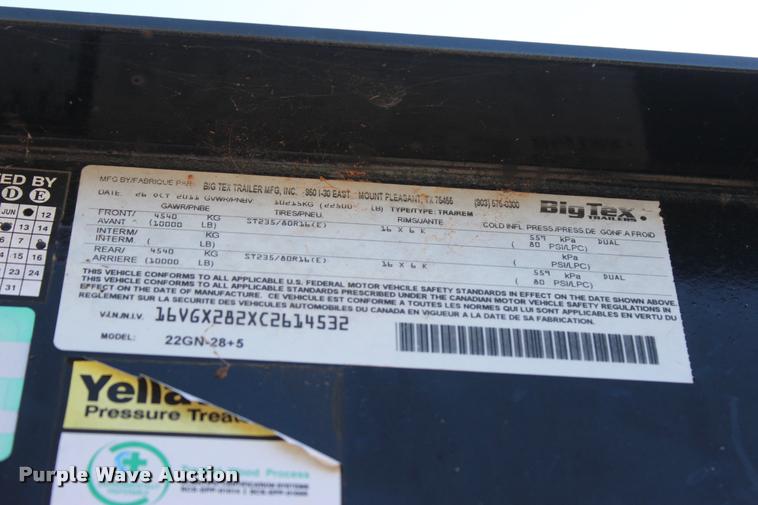 TED BY
D E
JUN 12
13
14
15
4 16
23 24
31
MFG BY/FABRIQUE PAR BIG TEX TRAILER MFG, INC. 950 I-30 EAST MOUNT PLEASANT, TX 75455 (903) 575-0300
BigTex
TRAILERS
DATE: 26 OCT 2011 GVWR/PNBV 10215KG (22500 LB) TYPE/TYPE: TRAIREM
GAWR/PNBE TIRES/PNEU. RIMS/JANTE COLD INFL. PRESS./PRESS. DE GONF. A FROID
FRONT/ 4540 KG ST235/80R16(E) 16 X 6 K 559 kPa DUAL
AVANT (10000 LB) ( 80 PSI/LPC)
INTERM/ KG kPa
INTERM. ( LB) ( PSI/LPC)
REAR/ 4540 KG ST235/80R16(E) 16 X 6 K 559 kPa DUAL
ARRIERE (10000 LB) ( 80 PSI/LPC)
THIS VEHICLE CONFORMS TO ALL APPLICABLE U.S. FEDERAL MOTOR VEHICLE SAFETY STANDARDS IN EFFECT ON THE DATE SHOWN ABOVE.
THIS VEHICLE CONFORMS TO ALL APPLICABLE STANDARDS PRESCRIBED UNDER THE CANADIAN MOTOR VEHICLE SAFETY REGULATIONS IN
EFFECT ON THE DATE OF MANUFACTURE. CE VEHICULE EST CONFORME A TOUTES LES NORMES QUI LUI SONT APPLICABLES EN VERTU DU
REGLEMENT SUR LA SECURITE DES VEHICULES AUTOMOBILES DU CANADA EN VIGUEUR A LA DATE DE SA FABRICATION.
V.I.N./N.I.V. 16VGX282XC2614532
MODEL: 22GN-28+5
Yella
Pressure Treat
Wood Process
Purple Wave Auction